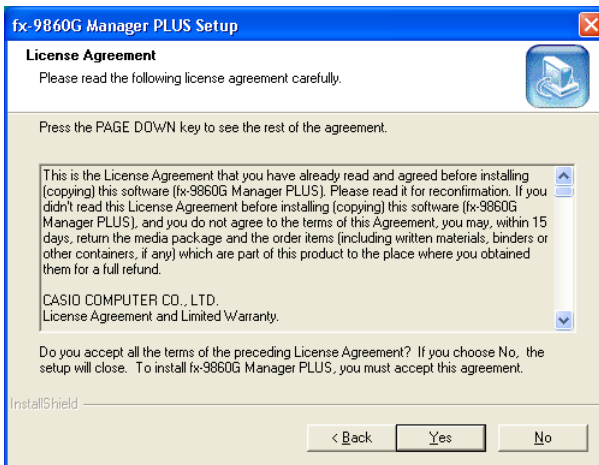 fx-9860G Manager PLUS Setup
License Agreement
Please read the following license agreement carefully.
Press the PAGE DOWN key to see the rest of the agreement.
This is the License Agreement that you have already read and agreed before installing
(copying) this software (fx-9860G Manager PLUS). Please read it for reconfirmation. If you
didn't read this License Agreement before installing (copying) this software (fx-9860G
Manager PLUS), and you do not agree to the terms of this Agreement, you may, within 15
days, return the media package and the order items (including written materials, binders or
other containers, if any) which are part of this product to the place where you obtained
them for a full refund.
CASIO COMPUTER CO., LTD.
License Agreement and Limited Warranty.
Do you accept all the terms of the preceding License Agreement? If you choose No, the
setup will close. To install fx-9860G Manager PLUS, you must accept this agreement.
InstallShield
< Back Yes No